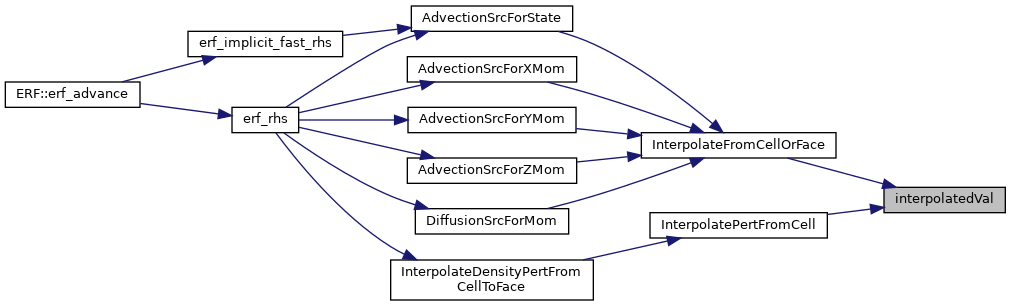 AdvectionSrcForState
erf_implicit_fast_rhs
AdvectionSrcForXMom
ERF::erf_advance
erf_rhs
AdvectionSrcForYMom
InterpolateFromCellOrFace
AdvectionSrcForZMom
interpolatedVal
DiffusionSrcForMom
InterpolatePertFromCell
InterpolateDensityPertFrom
CellToFace